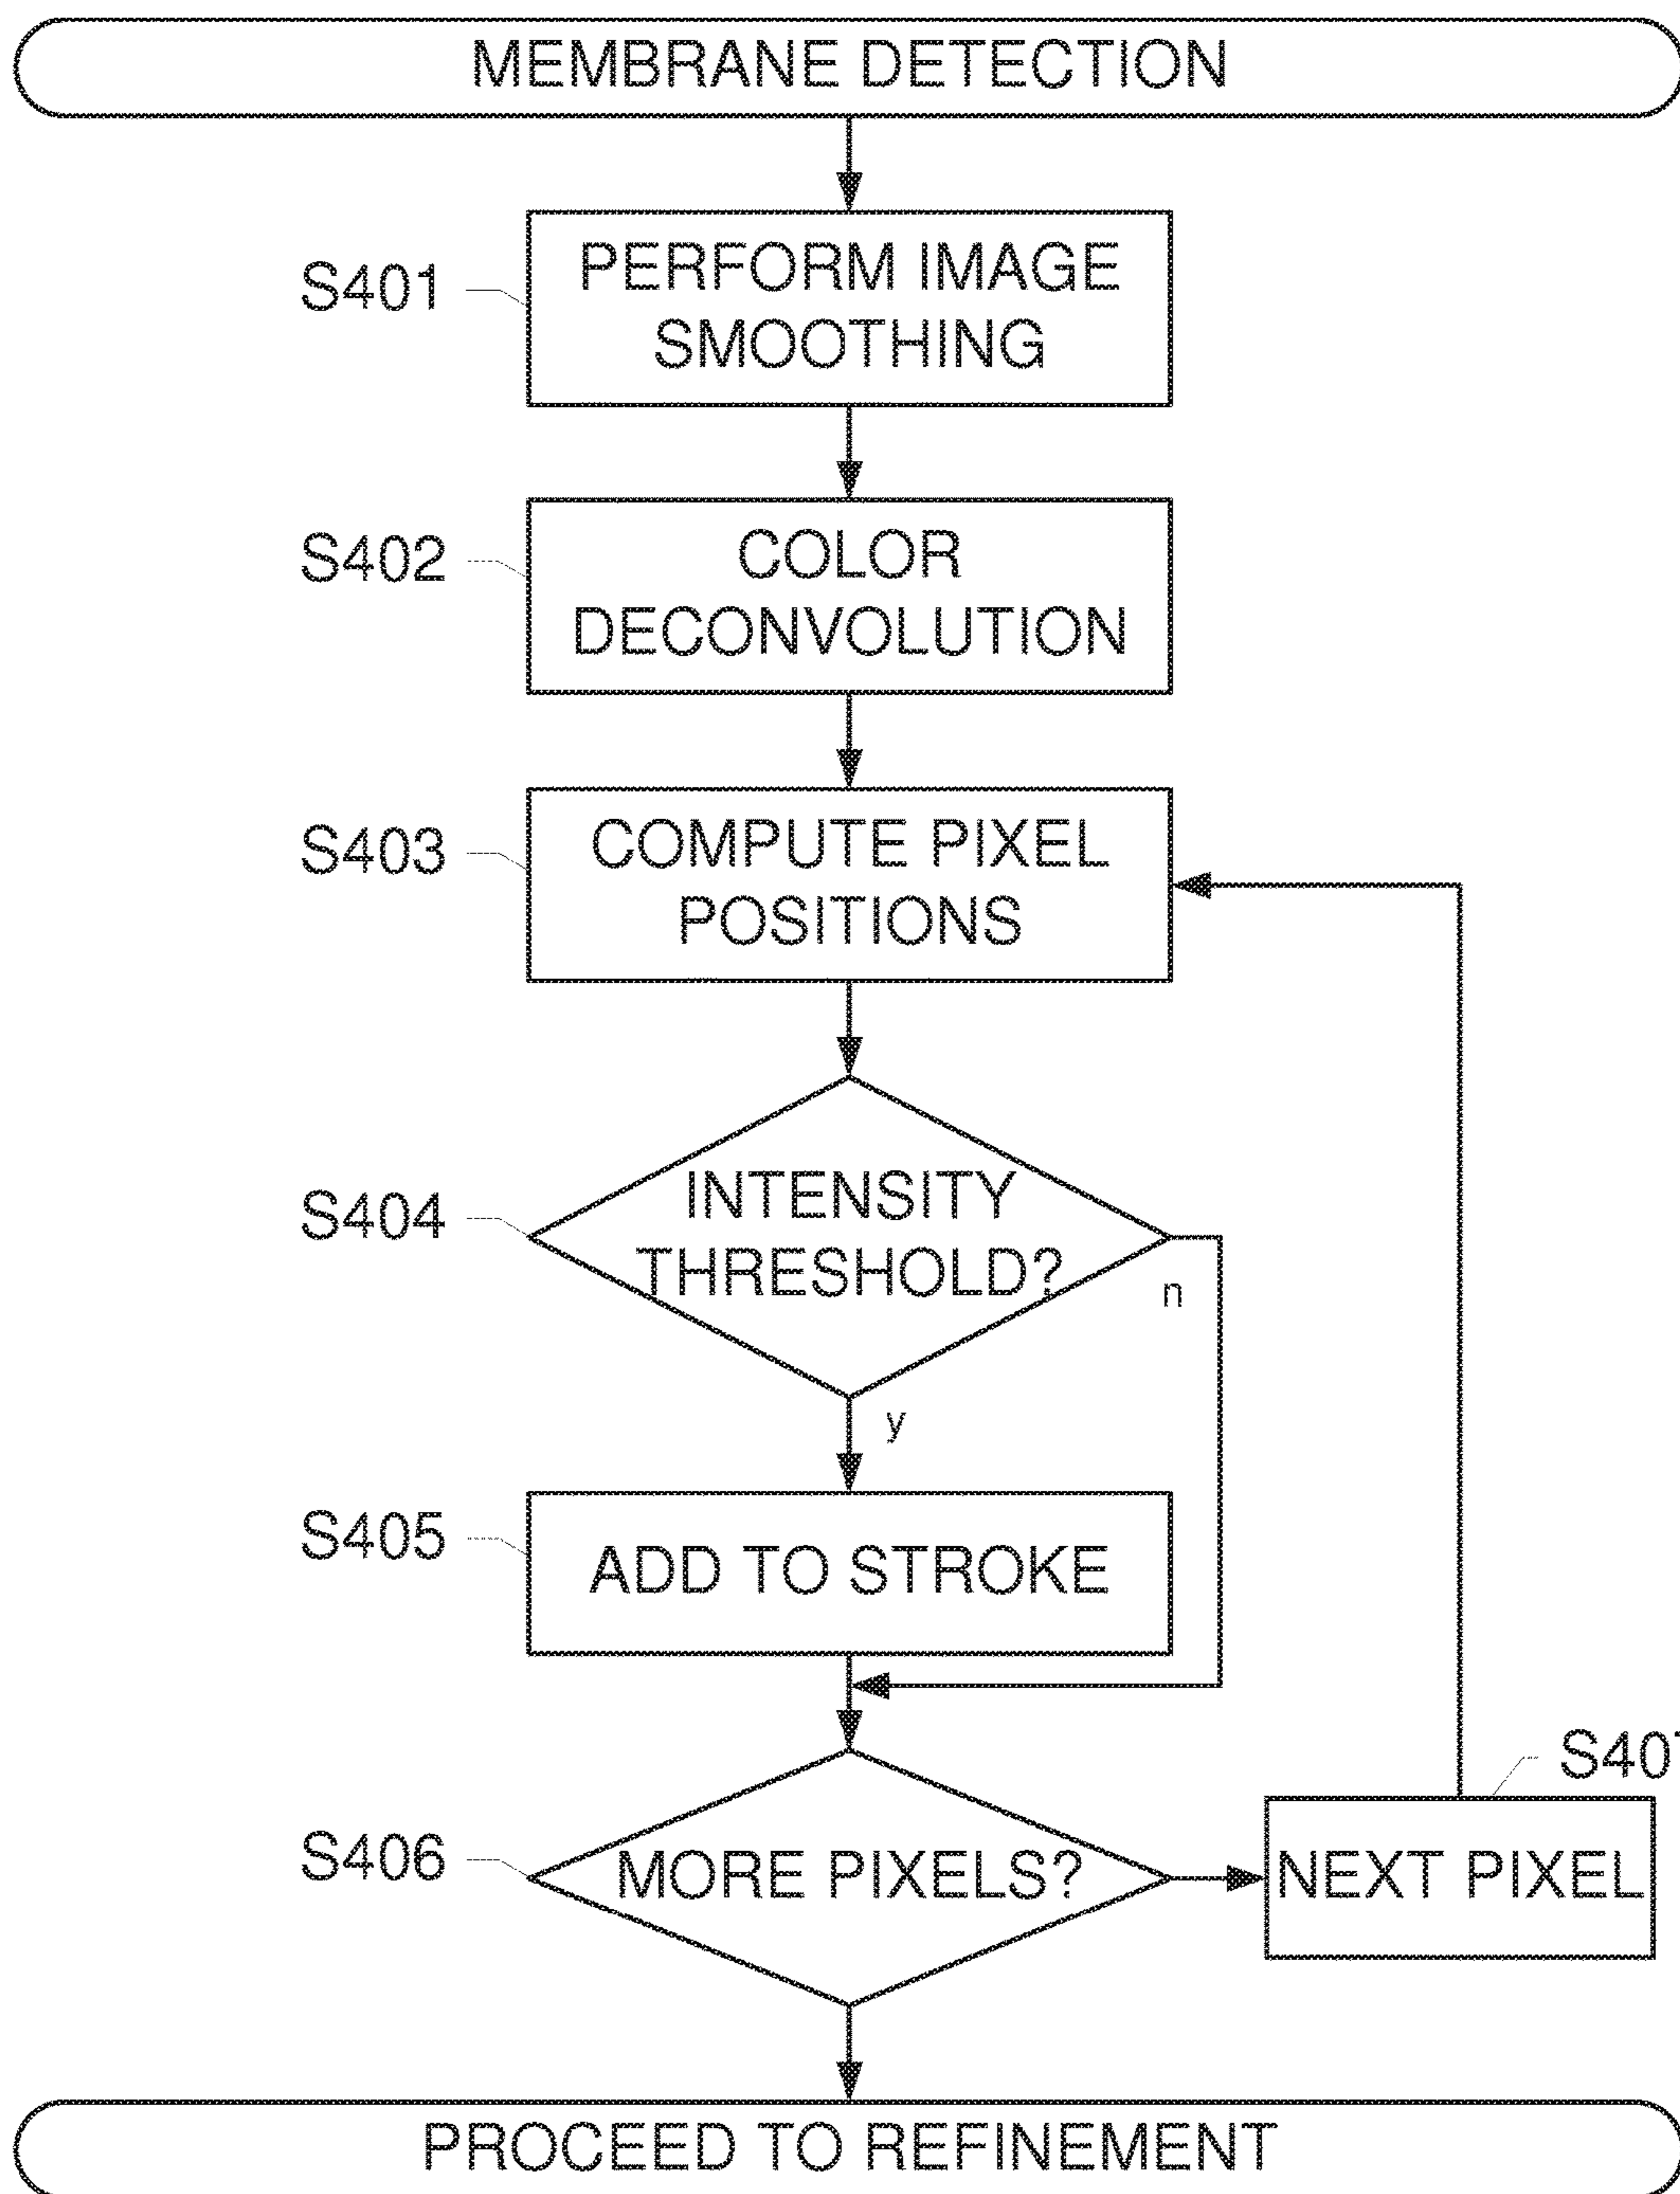 MEMBRANE DETECTION
S401
PERFORM IMAGE
SMOOTHING
S402
COLOR
DECONVOLUTION
S403
COMPUTE PIXEL
POSITIONS
S404
INTENSITY
THRESHOLD?
n
y
S405
ADD TO STROKE
S406
MORE PIXELS?
NEXT PIXEL
PROCEED TO REFINEMENT